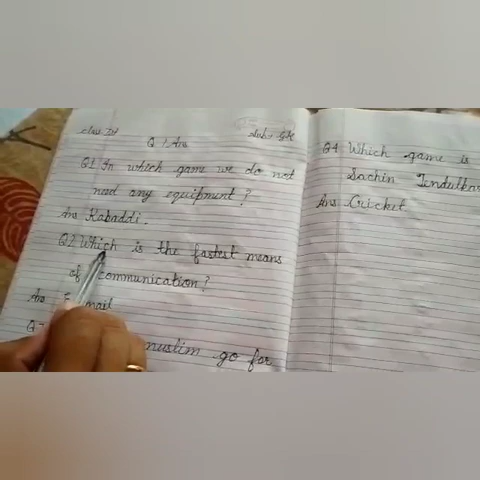 class IV
Sub:- GK
Q / Ans
Q1 In which game we do not
need any equipment?
Ans Kabaddi.
Q2 Which is the fastest means
of communication?
Ans E mail
muslim go for
Q4 Which game is
Sachin Tendulkar
Ans Cricket.